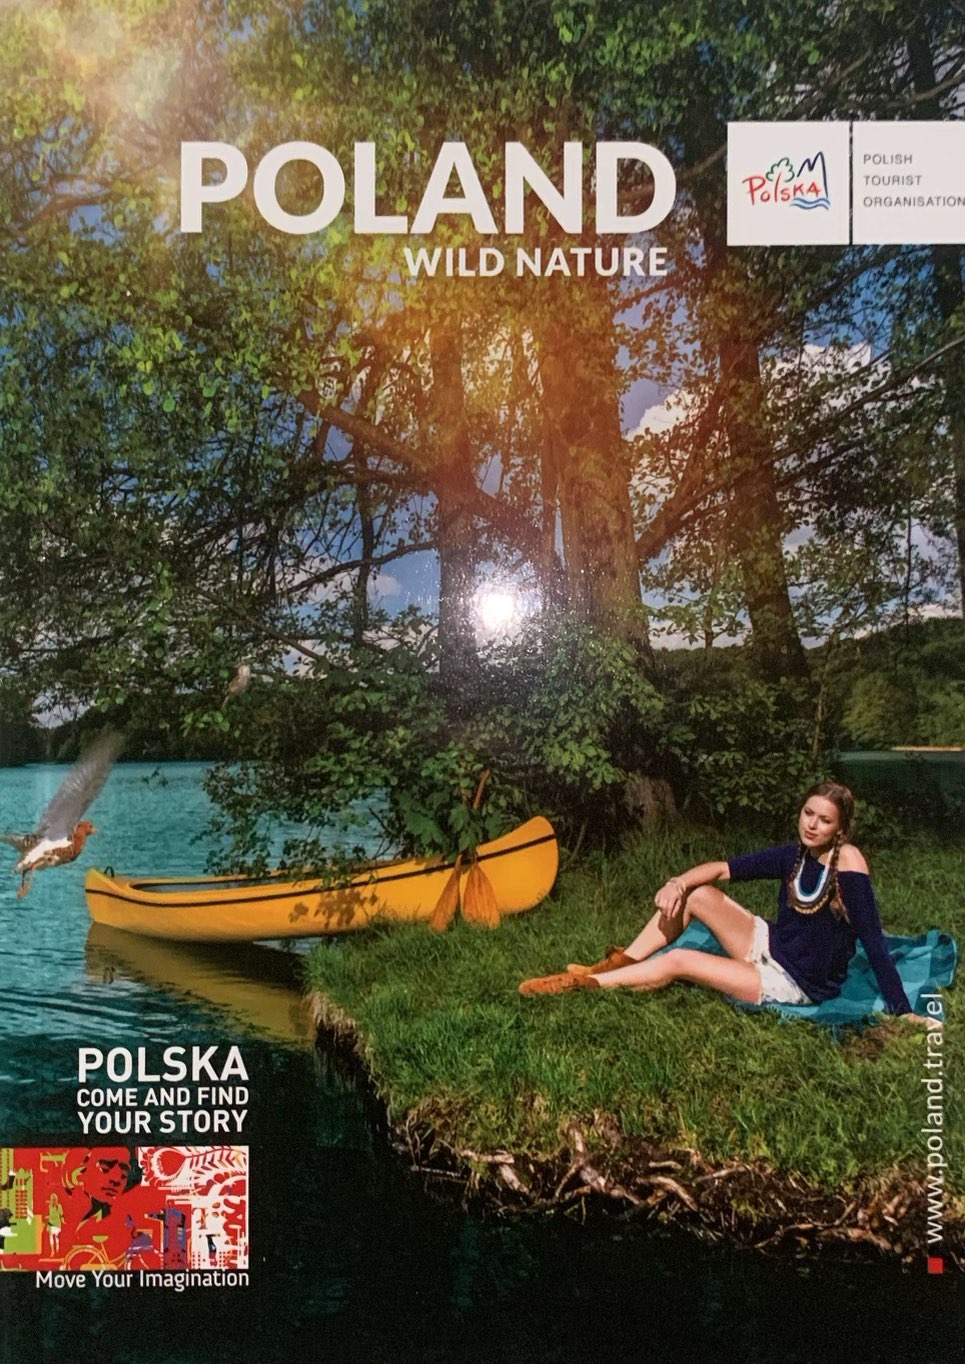 POLAND
WILD NATURE
Polska
POLISH
TOURIST
ORGANISATION
POLSKA
COME AND FIND
YOUR STORY
Move Your Imagination
www.poland.travel